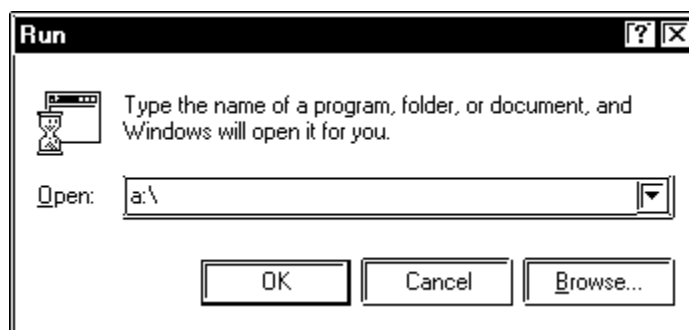 Run
Type the name of a program, folder, or document, and
Windows will open it for you.
Open: a:\
OK Cancel Browse...